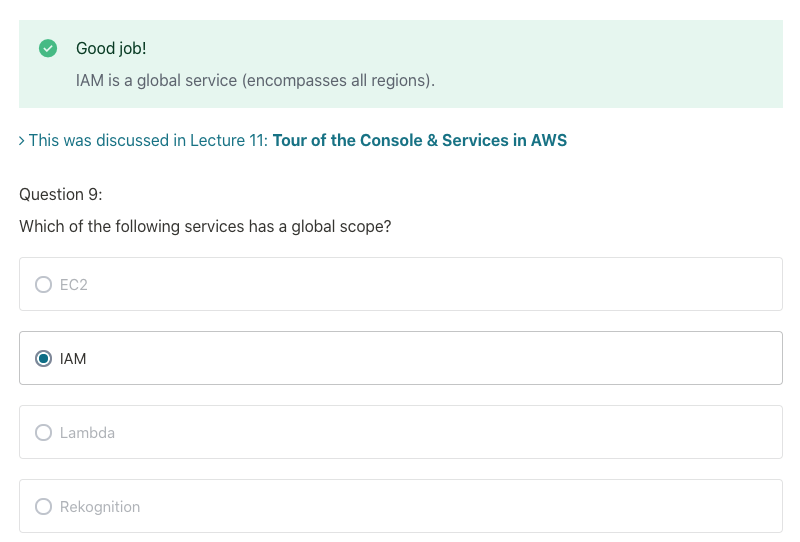 Good job!
IAM is a global service (encompasses all regions).
> This was discussed in Lecture 11: Tour of the Console & Services in AWS
Question 9:
Which of the following services has a global scope?
EC2
IAM
Lambda
Rekognition